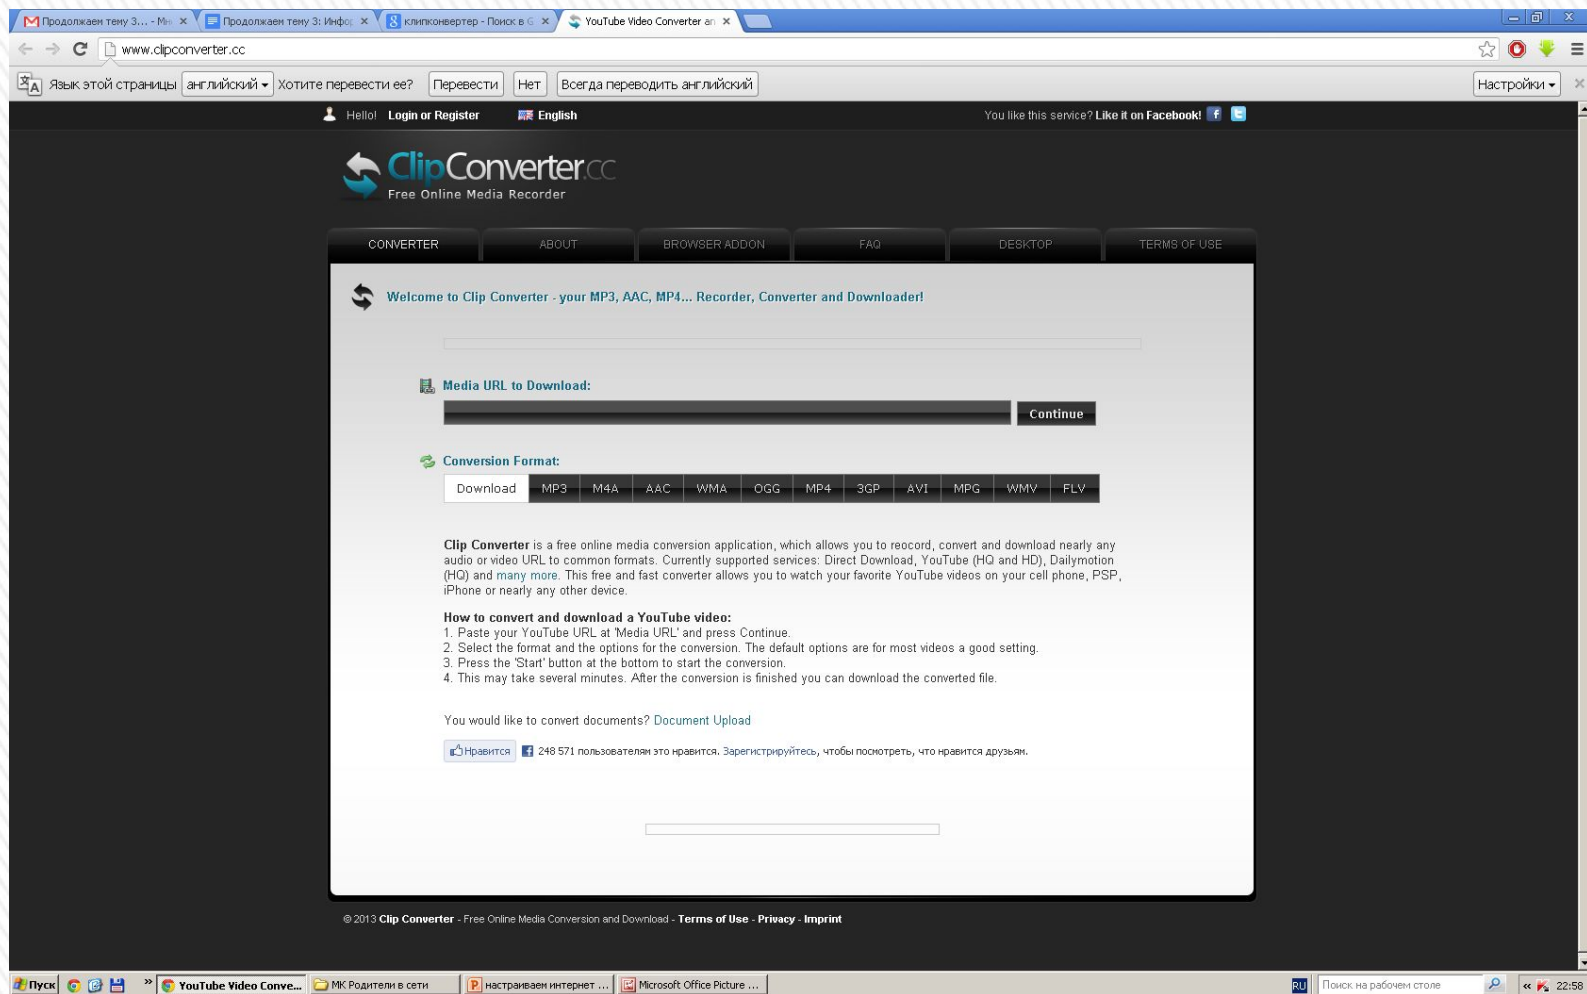 Продолжаем тему 3... - Мн
Продолжаем тему 3: Инфор
клипконвертер - Поиск в G
YouTube Video Converter an
www.clipconverter.cc
Язык этой страницы английский Хотите перевести ее? Перевести Нет Всегда переводить английский Настройки
Hello! Login or Register English You like this service? Like it on Facebook!
ClipConverter.cc
Free Online Media Recorder
CONVERTER ABOUT BROWSER ADDON FAQ DESKTOP TERMS OF USE
Welcome to Clip Converter - your MP3, AAC, MP4... Recorder, Converter and Downloader!
Media URL to Download:
Continue
Conversion Format:
Download MP3 M4A AAC WMA OGG MP4 3GP AVI MPG WMV FLV
Clip Converter is a free online media conversion application, which allows you to reocord, convert and download nearly any
audio or video URL to common formats. Currently supported services: Direct Download, YouTube (HQ and HD), Dailymotion
(HQ) and many more. This free and fast converter allows you to watch your favorite YouTube videos on your cell phone, PSP,
iPhone or nearly any other device.
How to convert and download a YouTube video:
1. Paste your YouTube URL at 'Media URL' and press Continue.
2. Select the format and the options for the conversion. The default options are for most videos a good setting.
3. Press the 'Start' button at the bottom to start the conversion.
4. This may take several minutes. After the conversion is finished you can download the converted file.
You would like to convert documents? Document Upload
Нравится 248 571 пользователям это нравится. Зарегистрируйтесь, чтобы посмотреть, что нравится друзьям.
© 2013 Clip Converter - Free Online Media Conversion and Download - Terms of Use - Privacy - Imprint
Пуск » YouTube Video Conve... МК Родители в сети настраиваем интернет ... Microsoft Office Picture ... RU Поиск на рабочем столе « 22:58